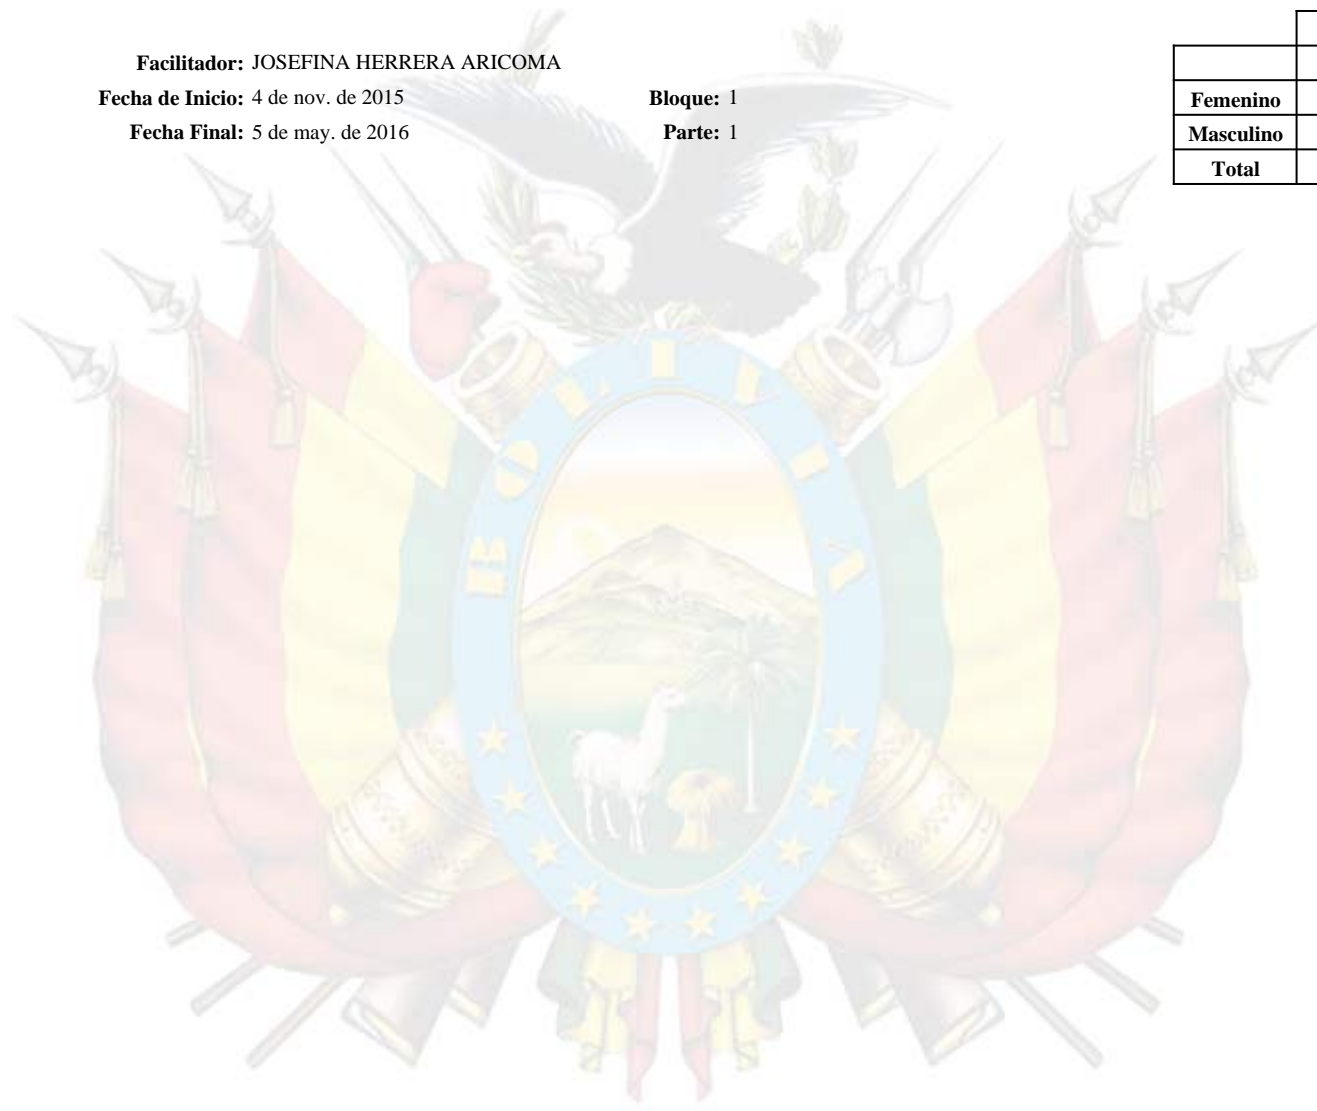 Facilitador: JOSEFINA HERRERA ARICOMA
Fecha de Inicio: 4 de nov. de 2015 Bloque: 1
Fecha Final: 5 de may. de 2016 Parte: 1
Femenino
Masculino
Total
BOLIVIA